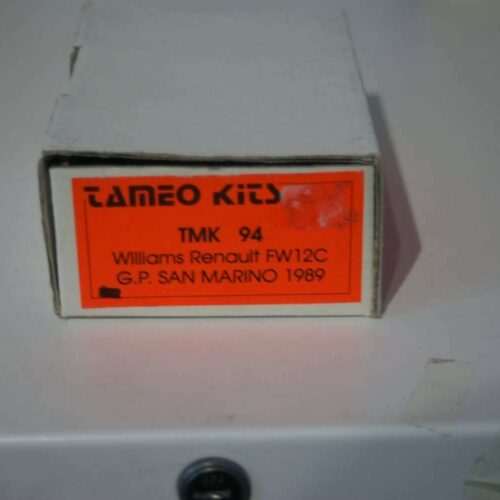 TAMEO KITS
TMK 94
Williams Renault FW12C
G.P. SAN MARINO 1989